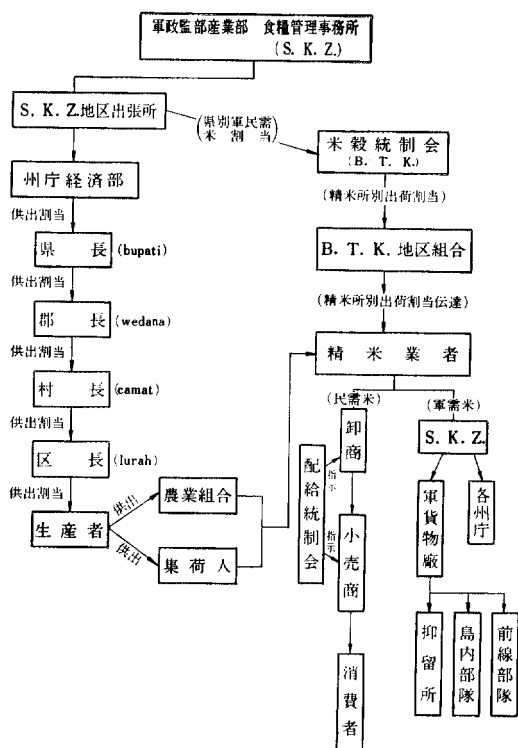 軍政監部産業部 食糧管理事務所
(S. K. Z.)
S. K. Z.地区出張所
(県別軍民需
米割当)
米穀統制会
(B. T. K.)
州庁経済部
(精米所別出荷割当)
供出割当
県長 (bupati)
B. T. K.地区組合
供出割当
郡長 (wedana)
(精米所別出荷割当伝達)
供出割当
精米業者
村長 (camat)
(民需米)
(軍需米)
供出割当
卸商
S. K. Z.
区長 (lurah)
配給統制会
指示
供出割当
生産者
供出
農業組合
供出
集荷人
指示
小売商
軍貨物廠
各州庁
消費者
抑留所
島内部隊
前線部隊